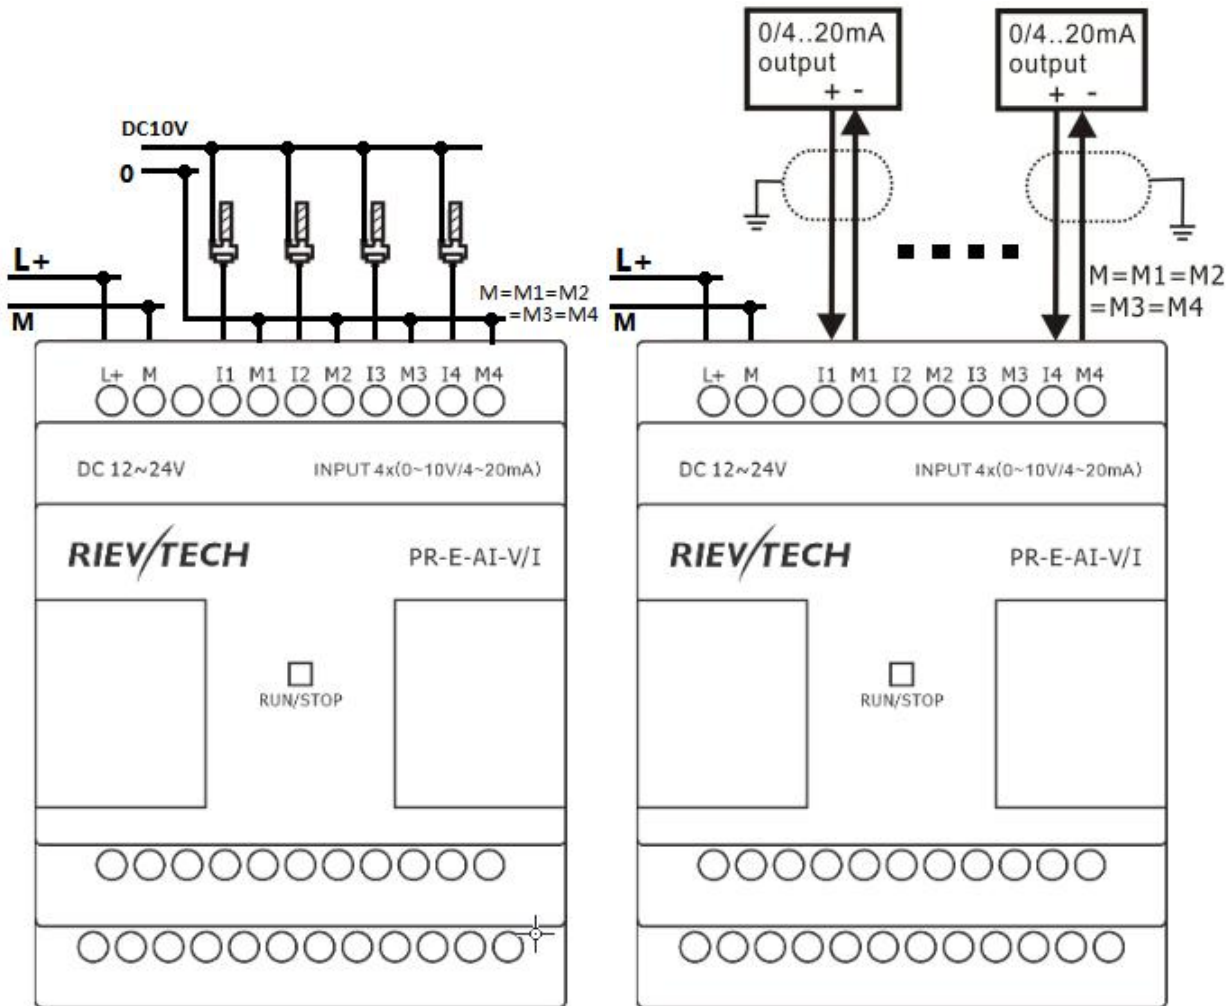 DC10V
0
L+
M
M=M1=M2
=M3=M4
L+ M I1 M1 I2 M2 I3 M3 I4 M4
DC 12~24V INPUT 4x(0~10V/4~20mA)
RIEV/TECH PR-E-AI-V/I
RUN/STOP
0/4..20mA
output
+ -
0/4..20mA
output
+ -
L+
M
M=M1=M2
=M3=M4
L+ M I1 M1 I2 M2 I3 M3 I4 M4
DC 12~24V INPUT 4x(0~10V/4~20mA)
RIEV/TECH PR-E-AI-V/I
RUN/STOP